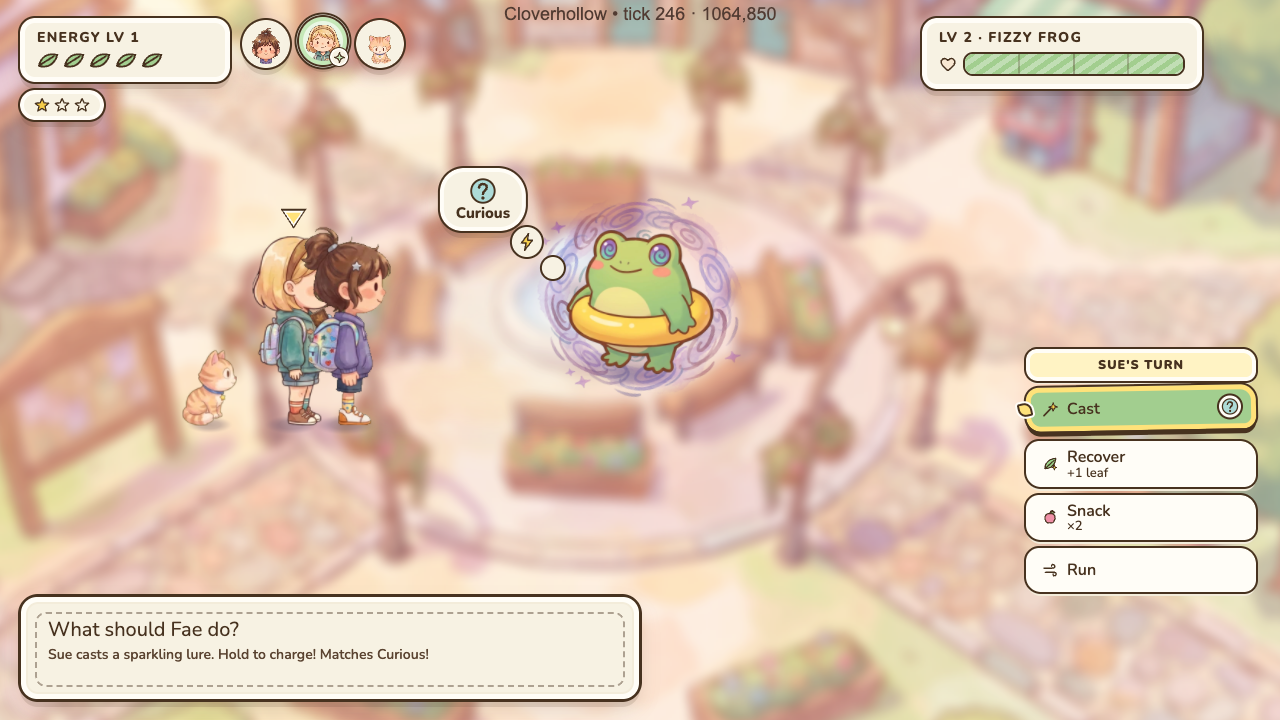 Cloverhollow • tick 246 · 1064,850
ENERGY LV 1
LV 2 · FIZZY FROG
?
Curious
SUE'S TURN
Cast ?
Recover
+1 leaf
Snack
×2
Run
What should Fae do?
Sue casts a sparkling lure. Hold to charge! Matches Curious!